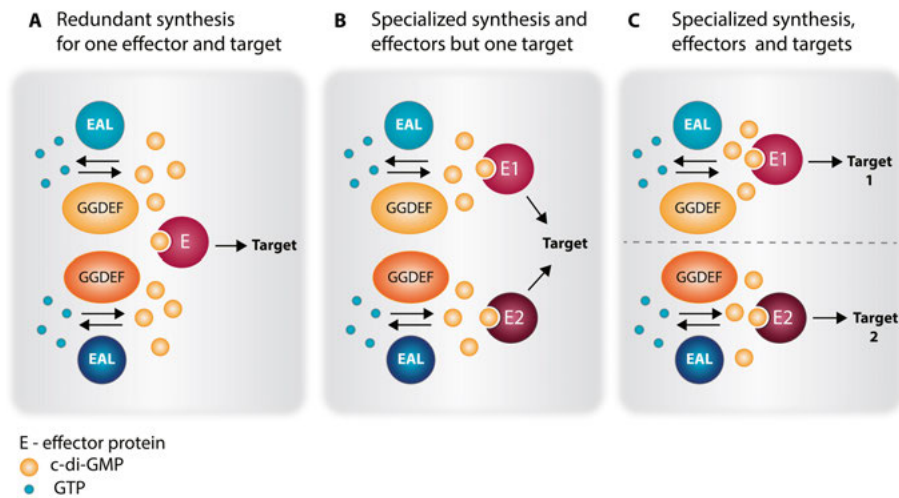 A Redundant synthesis
for one effector and target
EAL
GGDEF
E
Target
GGDEF
EAL
B Specialized synthesis and
effectors but one target
EAL
E1
GGDEF
Target
GGDEF
E2
EAL
C Specialized synthesis,
effectors and targets
EAL
E1
Target
1
GGDEF
GGDEF
E2
Target
2
EAL
E - effector protein
c-di-GMP
GTP